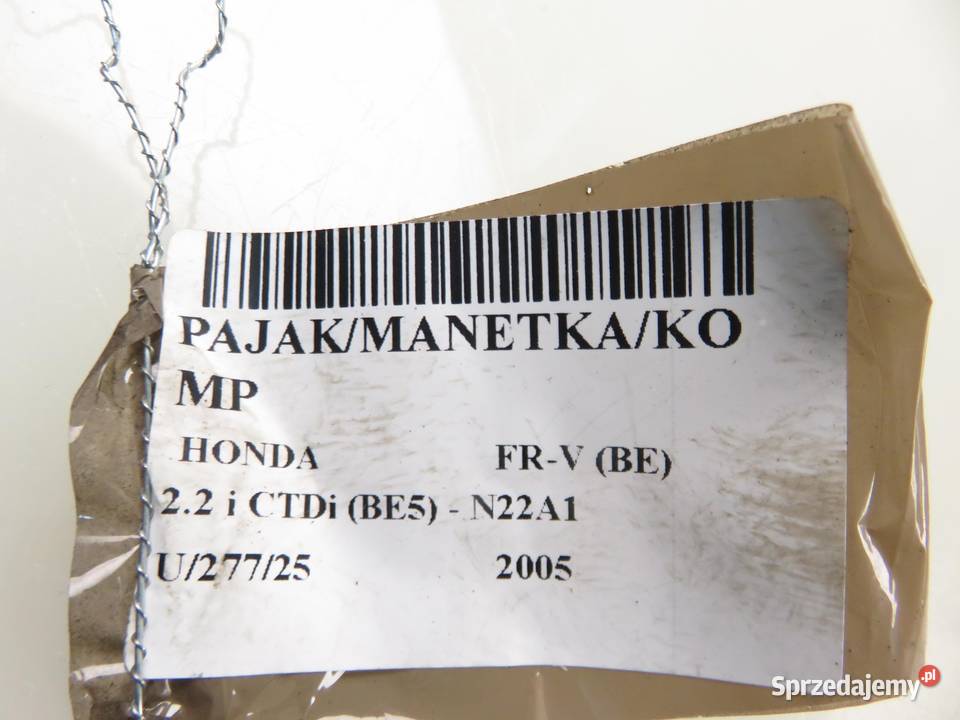 PAJAK/MANETKA/KO
MP
HONDA FR-V (BE)
2.2 i CTDi (BE5) - N22A1
U/277/25 2005
Sprzedajemy.pl